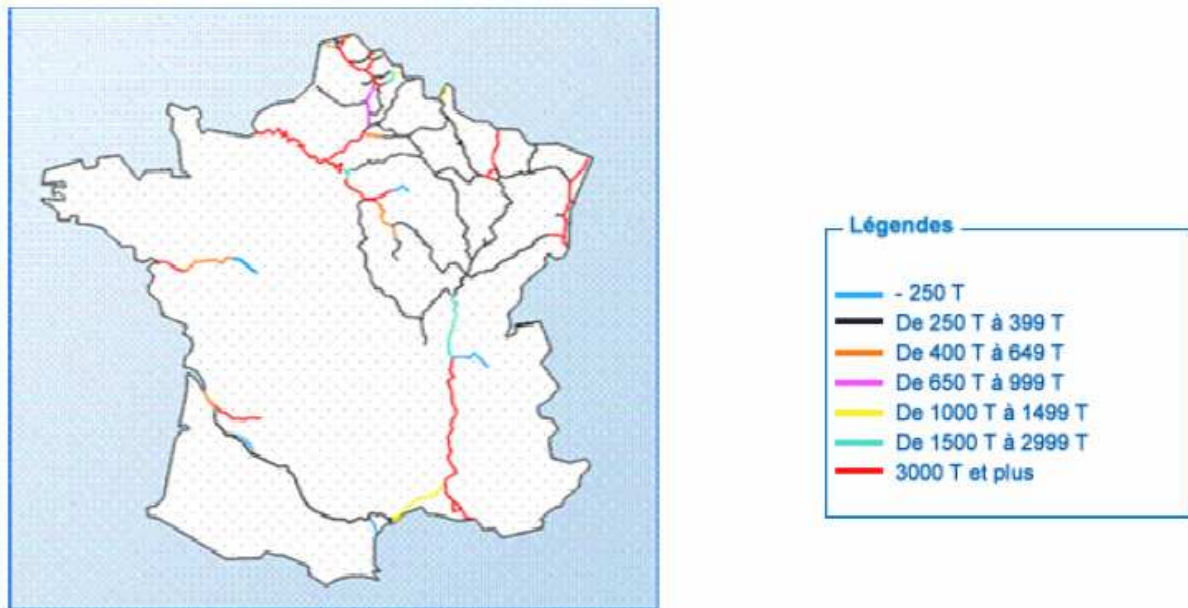 Légendes
- 250 T
De 250 T à 399 T
De 400 T à 649 T
De 650 T à 999 T
De 1000 T à 1499 T
De 1500 T à 2999 T
3000 T et plus